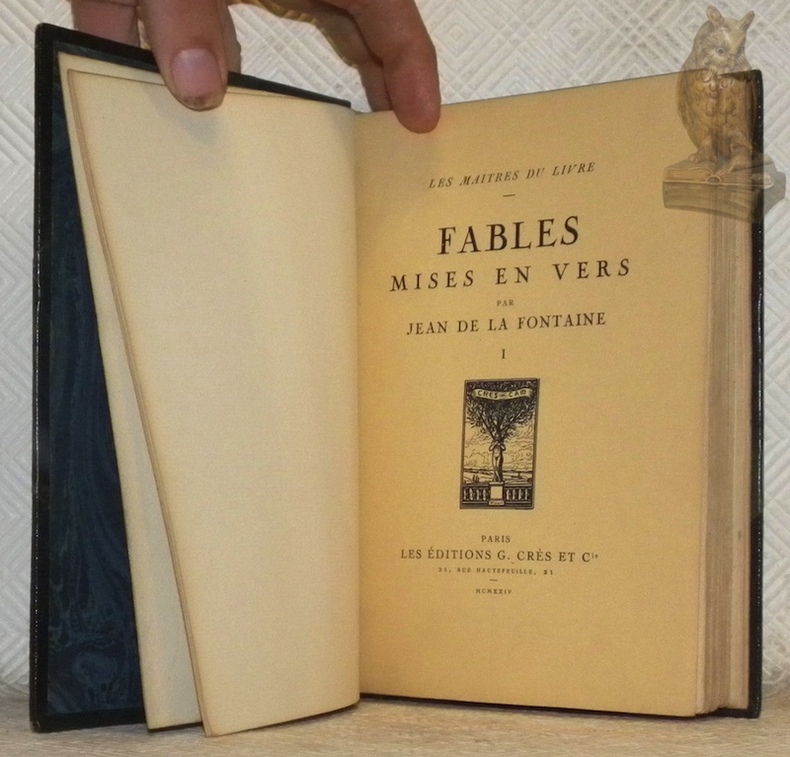 LES MAITRES DU LIVRE
FABLES
MISES EN VERS
PAR
JEAN DE LA FONTAINE
I
PARIS
LES ÉDITIONS G. CRÈS ET Cie
21, RUE HAUTEFEUILLE, 21
MCMXXIV